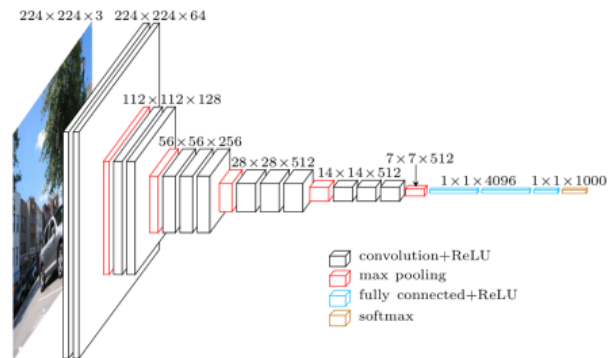 224×224×3 224×224×64
112×112×128
56×56×256
28×28×512
14×14×512
7×7×512
1×1×4096 1×1×1000
convolution+ReLU
max pooling
fully connected+ReLU
softmax